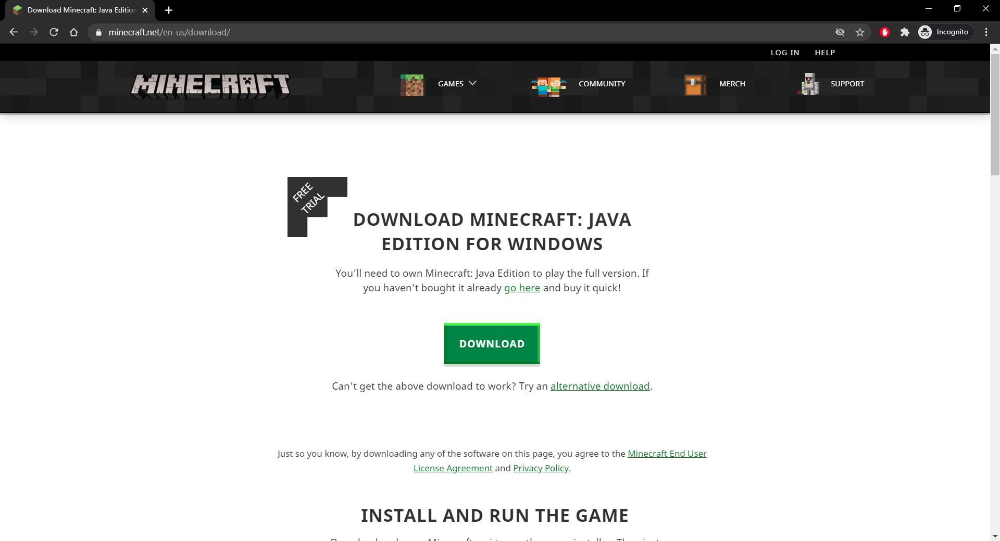 Download Minecraft: Java Edition
minecraft.net/en-us/download/
Incognito
LOG IN HELP
MINECRAFT
GAMES COMMUNITY MERCH SUPPORT
FREE
TRIAL
DOWNLOAD MINECRAFT: JAVA
EDITION FOR WINDOWS
You'll need to own Minecraft: Java Edition to play the full version. If
you haven’t bought it already go here and buy it quick!
DOWNLOAD
Can't get the above download to work? Try an alternative download.
Just so you know, by downloading any of the software on this page, you agree to the Minecraft End User
License Agreement and Privacy Policy.
INSTALL AND RUN THE GAME